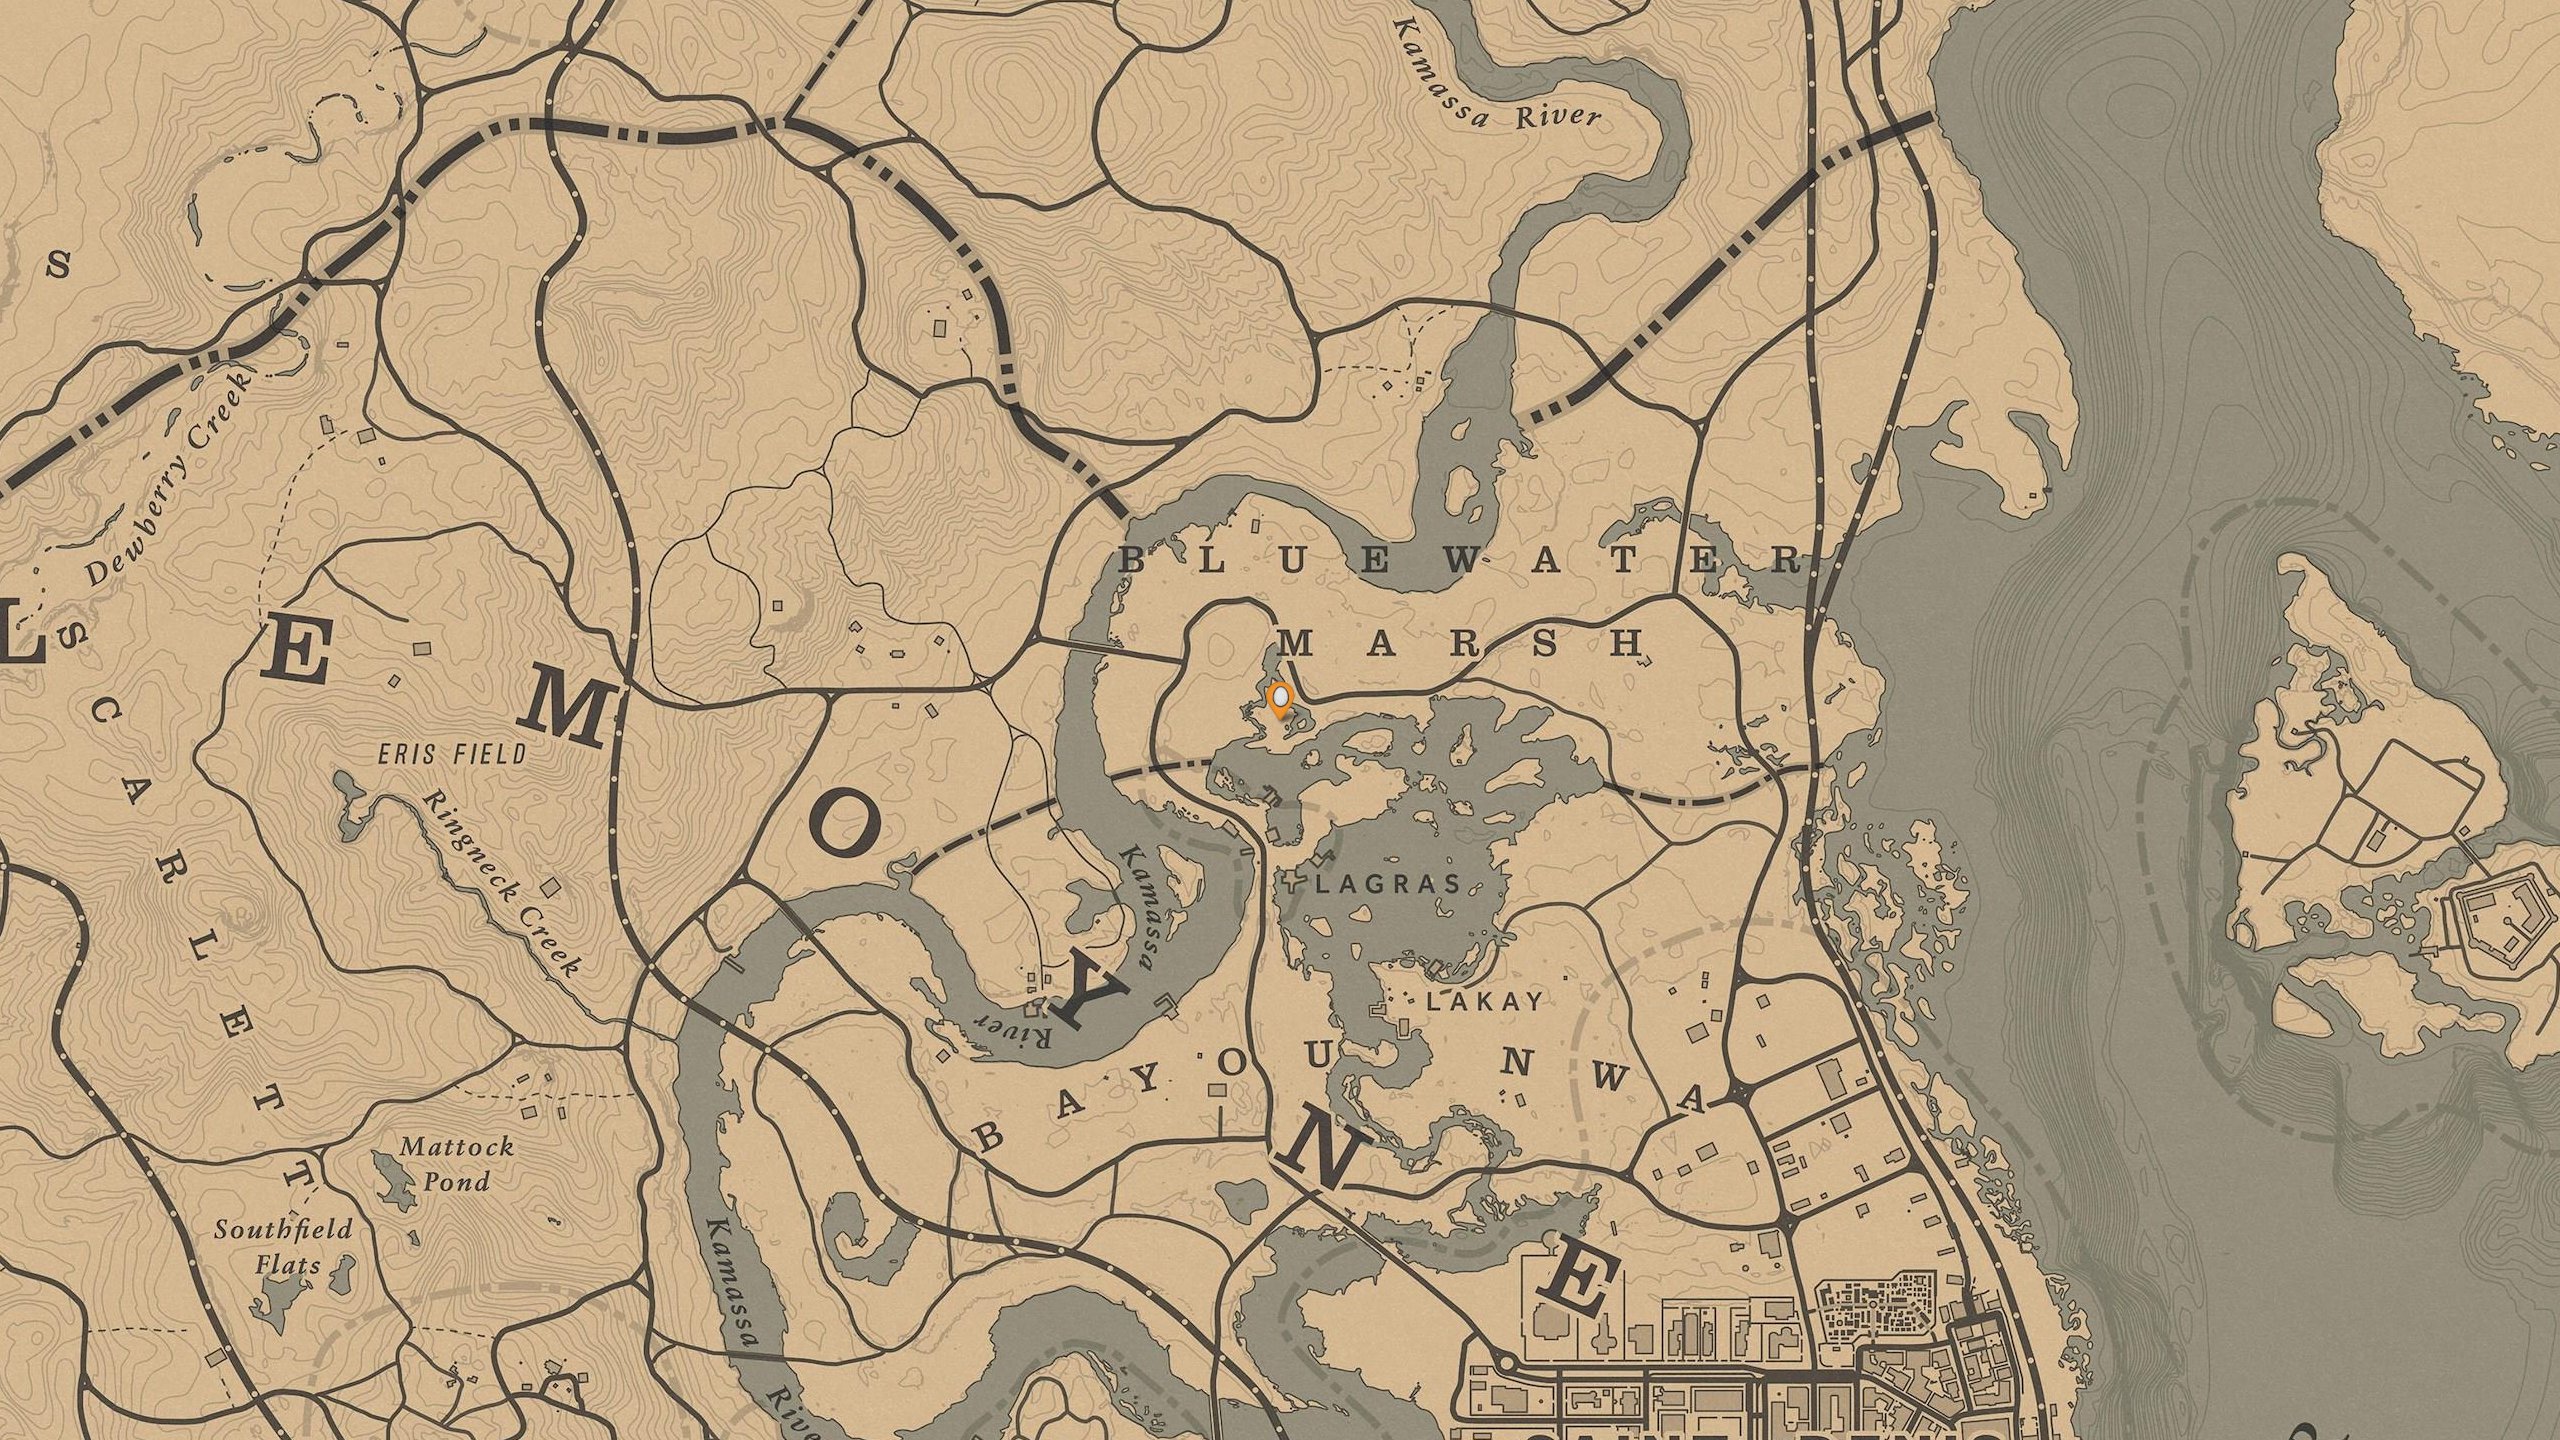 Kamassa River
S
Dewberry Creek
BLUEWATER
MARSH
L E M O Y N E
S
CARLETT
ERIS FIELD
Ringneck Creek
Kamassa
River
LAGRAS
LAKAY
BAYOU NWA
Mattock
Pond
Southfield
Flats
Kamassa
River